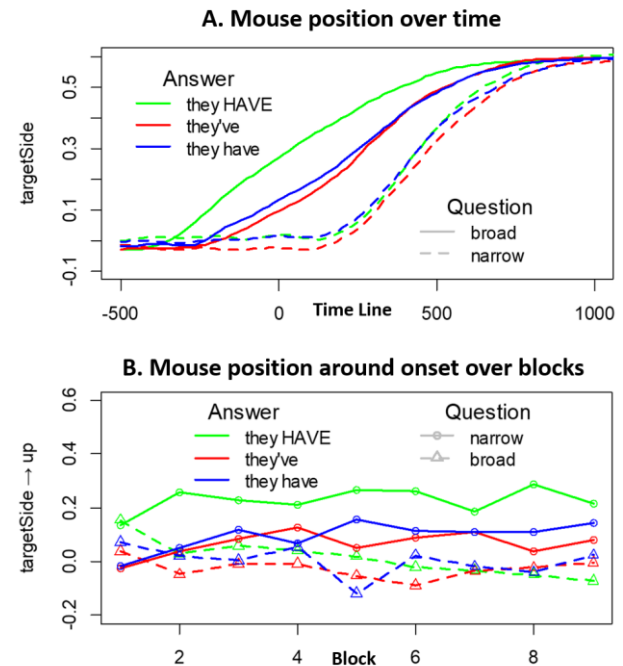 A. Mouse position over time
targetSide
-0.1 0.1 0.3 0.5
Answer
they HAVE
they've
they have
Question
broad
narrow
-500 0 500 1000
Time Line
B. Mouse position around onset over blocks
targetSide → up
-0.2 0.0 0.2 0.4 0.6
Answer
they HAVE
they've
they have
Question
narrow
broad
2 4 6 8
Block